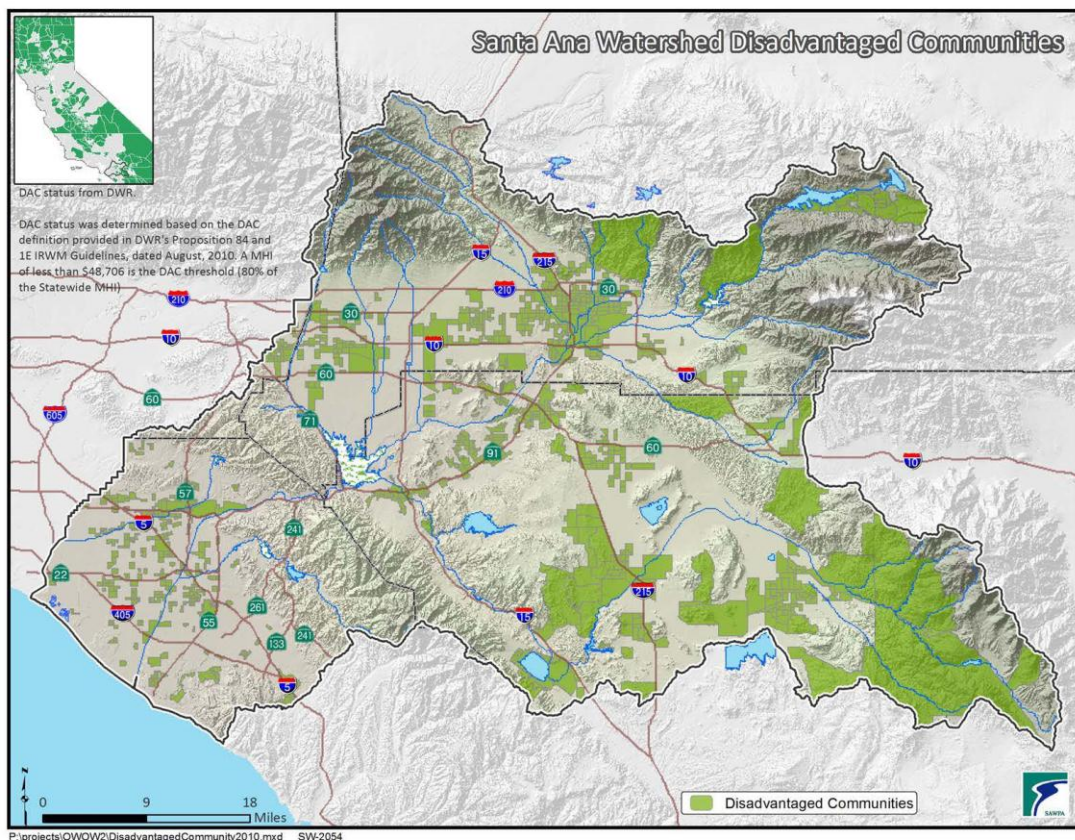 Santa Ana Watershed Disadvantaged Communities
DAC status from DWR.
DAC status was determined based on the DAC
definition provided in DWR's Proposition 84 and
1E IRWM Guidelines, dated August, 2010. A MHI
of less than $48,706 is the DAC threshold (80% of
the Statewide MHI)
15
215
210
30
210
30
10
10
60
10
60
605
71
91
60
10
57
5
241
22
405
55
261
133
241
5
15
215
N
0 9 18
Miles
Disadvantaged Communities
SAWPA
P:\projects\OWOW2\DisadvantagedCommunity2010.mxd SW-2054